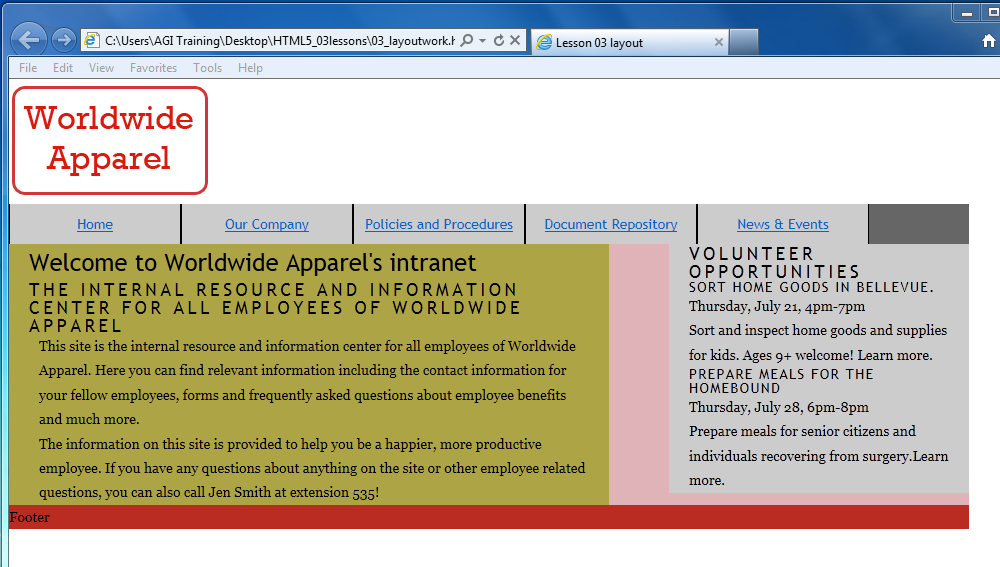 C:\Users\AGI Training\Desktop\HTML5_03lessons\03_layoutwork.h
Lesson 03 layout
File Edit View Favorites Tools Help
Worldwide
Apparel
Home Our Company Policies and Procedures Document Repository News & Events
Welcome to Worldwide Apparel's intranet
THE INTERNAL RESOURCE AND INFORMATION
CENTER FOR ALL EMPLOYEES OF WORLDWIDE
APPAREL
This site is the internal resource and information center for all employees of Worldwide
Apparel. Here you can find relevant information including the contact information for
your fellow employees, forms and frequently asked questions about employee benefits
and much more.
The information on this site is provided to help you be a happier, more productive
employee. If you have any questions about anything on the site or other employee related
questions, you can also call Jen Smith at extension 535!
VOLUNTEER
OPPORTUNITIES
SORT HOME GOODS IN BELLEVUE.
Thursday, July 21, 4pm-7pm
Sort and inspect home goods and supplies
for kids. Ages 9+ welcome! Learn more.
PREPARE MEALS FOR THE
HOMEBOUND
Thursday, July 28, 6pm-8pm
Prepare meals for senior citizens and
individuals recovering from surgery.Learn
more.
Footer